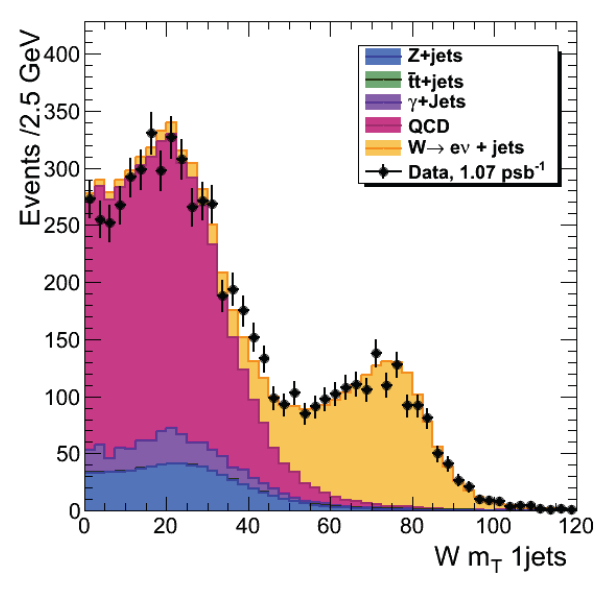 Events /2.5 GeV
400
350
300
250
200
150
100
50
0
Z+jets
t̄t+jets
γ+Jets
QCD
W→ eν + jets
Data, 1.07 psb⁻¹
0 20 40 60 80 100 120
W m_T 1jets